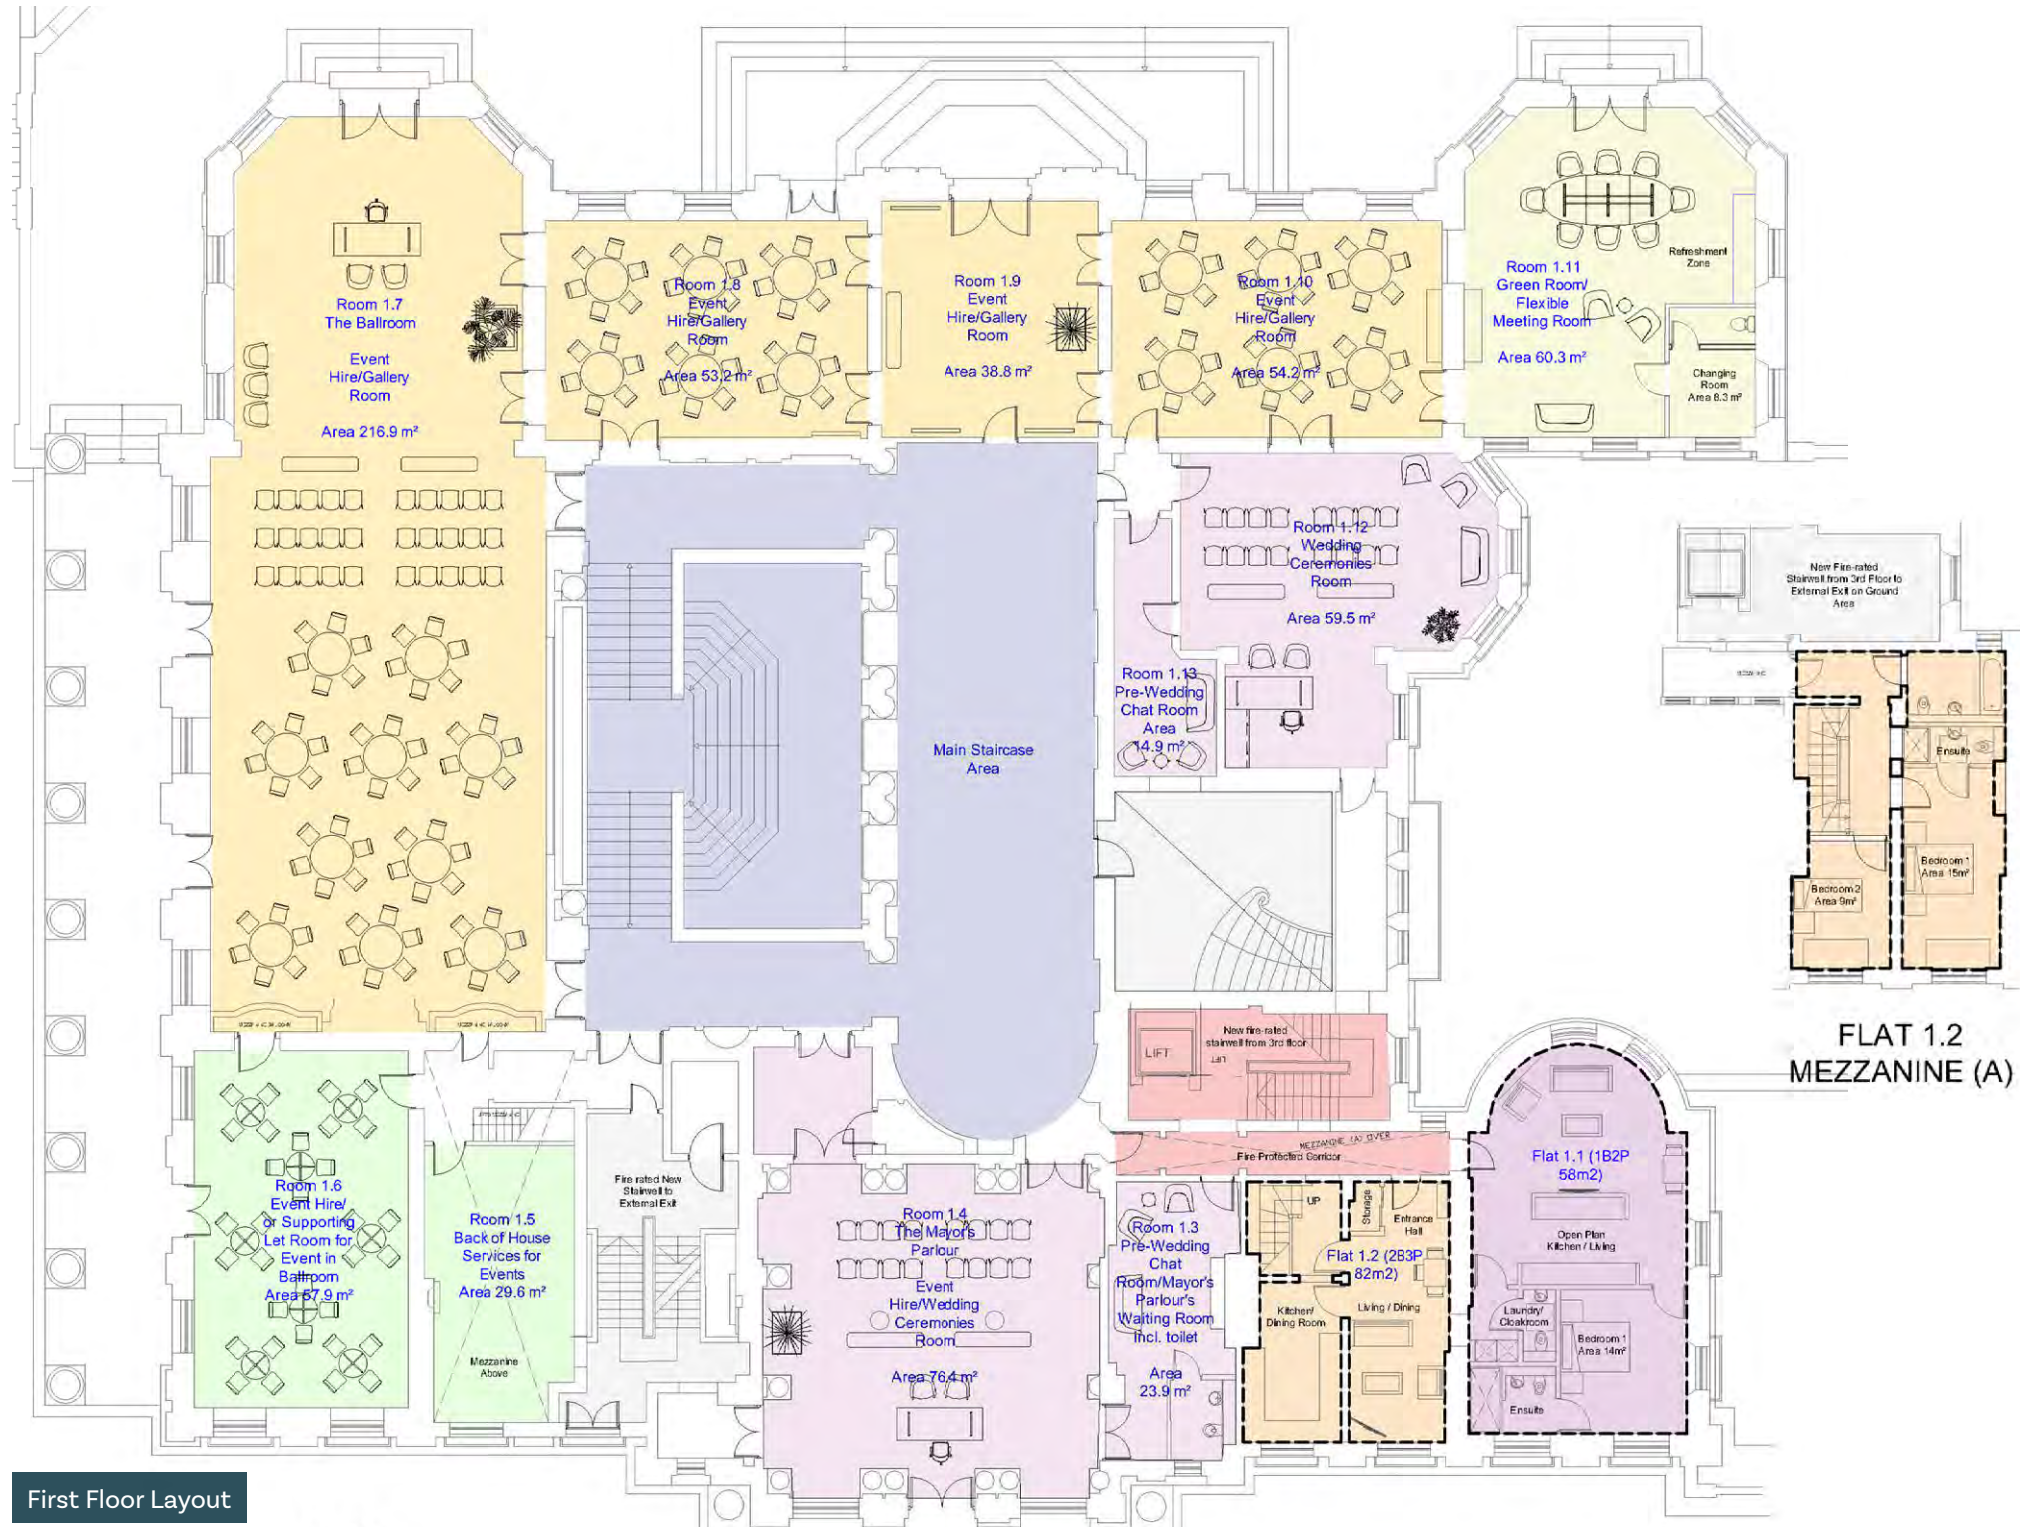 Room 1.7
The Ballroom
Event
Hire/Gallery
Room
Area 216.9 m²
Room 1.8
Event
Hire/Gallery
Room
Area 53.2 m²
Room 1.9
Event
Hire/Gallery
Room
Area 38.8 m²
Room 1.10
Event
Hire/Gallery
Room
Area 54.2 m²
Room 1.11
Green Room/
Flexible
Meeting Room
Area 60.3 m²
Refreshment
Zone
Changing
Room
Area 8.3 m²
Room 1.12
Wedding
Ceremonies
Room
Area 59.5 m²
New Fire-rated
Stairwell from 3rd Floor to
External Exit on Ground
Area
Room 1.13
Pre-Wedding
Chat Room
Area
14.9 m²
Main Staircase
Area
Ensuite
Bedroom 1
Area 15m²
Bedroom 2
Area 9m²
FLAT 1.2
MEZZANINE (A)
New fire-rated
stairwell from 3rd floor
LIFT
LIFT
MEZZANINE (A) OVER
Fire Protected Corridor
Room 1.6
Event Hire/
or Supporting
Let Room for
Event in
Ballroom
Area 57.9 m²
Room 1.5
Back of House
Services for
Events
Area 29.6 m²
Mezzanine
Above
Fire rated New
Stairwell to
External Exit
Room 1.4
The Mayor's
Parlour
Event
Hire/Wedding
Ceremonies
Room
Area 76.4 m²
Room 1.3
Pre-Wedding
Chat
Room/Mayor's
Parlour's
Waiting Room
incl. toilet
Area
23.9 m²
UP
Storage
Entrance
Hall
Flat 1.2 (2B3P
82m2)
Kitchen/
Dining Room
Living / Dining
Flat 1.1 (1B2P
58m2)
Open Plan
Kitchen / Living
Laundry/
Cloakroom
Bedroom 1
Area 14m²
Ensuite
First Floor Layout